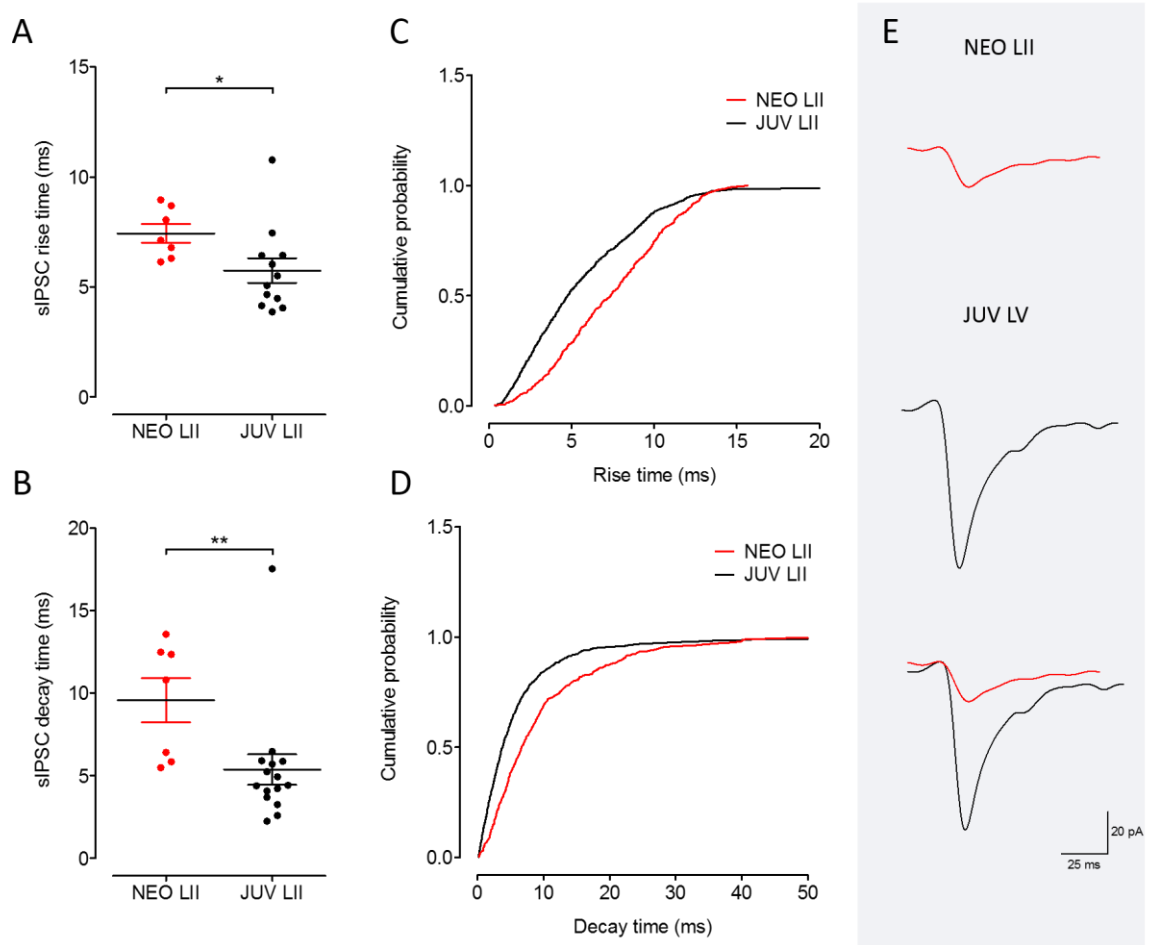 A
sIPSC rise time (ms)
15
10
5
0
*
NEO LII
JUV LII
B
sIPSC decay time (ms)
20
15
10
5
0
**
NEO LII
JUV LII
C
Cumulative probability
1.5
1.0
0.5
0.0
NEO LII
JUV LII
0
5
10
15
20
Rise time (ms)
D
Cumulative probability
1.5
1.0
0.5
0.0
NEO LII
JUV LII
0
10
20
30
40
50
Decay time (ms)
E
NEO LII
JUV LV
20 pA
25 ms